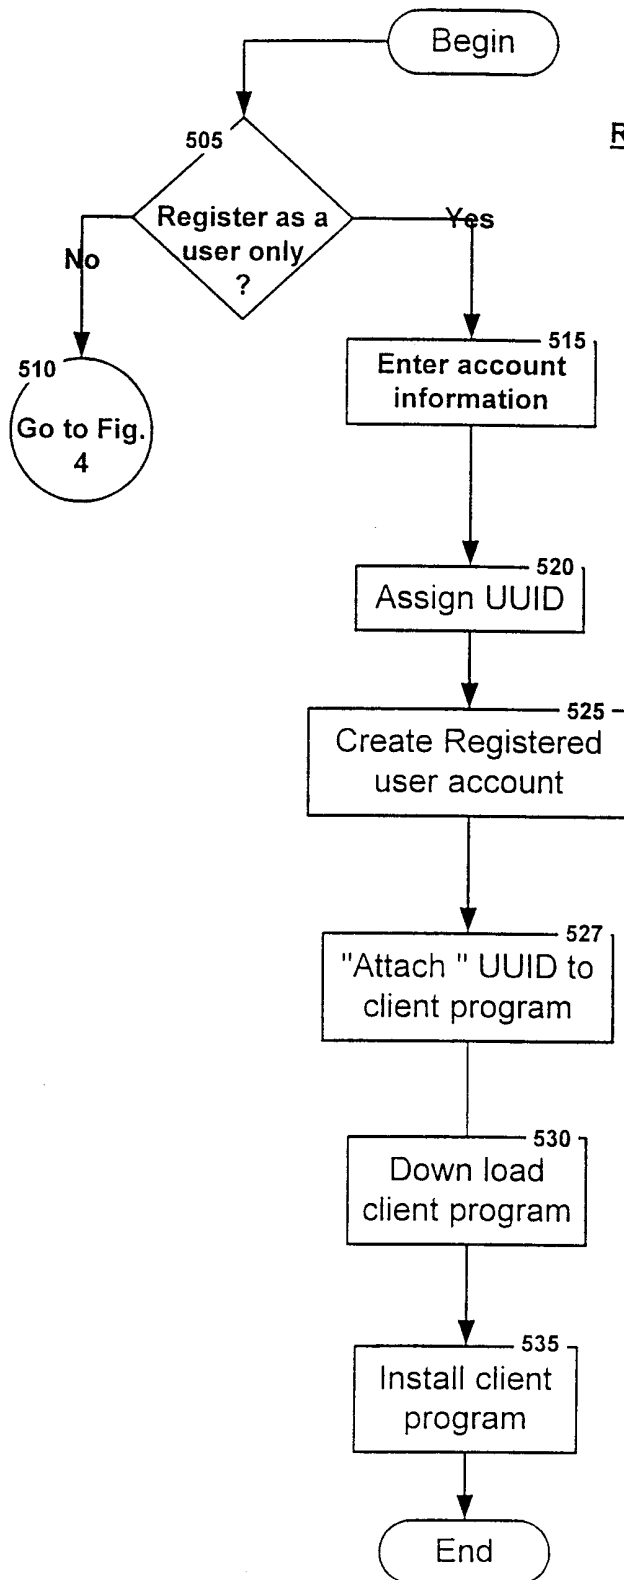 Begin
R
505
Register as a
user only
?
Yes
No
515
Enter account
information
510
Go to Fig.
4
520
Assign UUID
525
Create Registered
user account
527
"Attach " UUID to
client program
530
Down load
client program
535
Install client
program
End